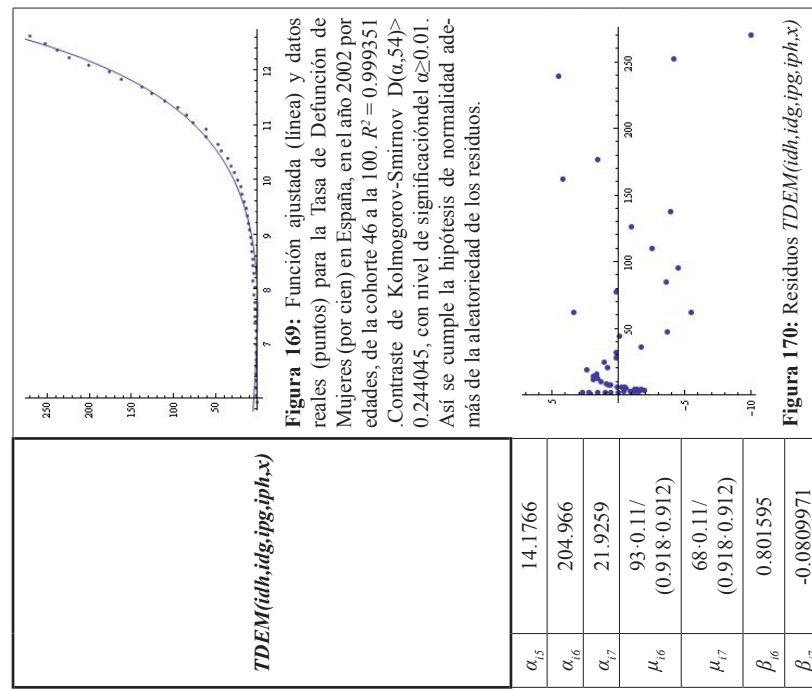 TDEM(idh,idg,ipg,iph,x)
250
200
150
100
50
7 8 9 10 11 12
Figura 169: Función ajustada (línea) y datos
reales (puntos) para la Tasa de Defunción de
Mujeres (por cien) en España, en el año 2002 por
edades, de la cohorte 46 a la 100. R² = 0.999351
.Contraste de Kolmogorov-Smirnov D(α,54)>
0.244045, con nivel de significacióndel α≥0.01.
Así se cumple la hipótesis de normalidad ade-
más de la aleatoriedad de los residuos.
α_i5 14.1766
α_i6 204.966
α_i7 21.9259
μ_i6 93·0.11/
(0.918·0.912)
μ_i7 68·0.11/
(0.918·0.912)
β_i6 0.801595
β_i7 -0.0809971
5
50 100 150 200 250
-5
-10
Figura 170: Residuos TDEM(idh,idg,ipg,iph,x)